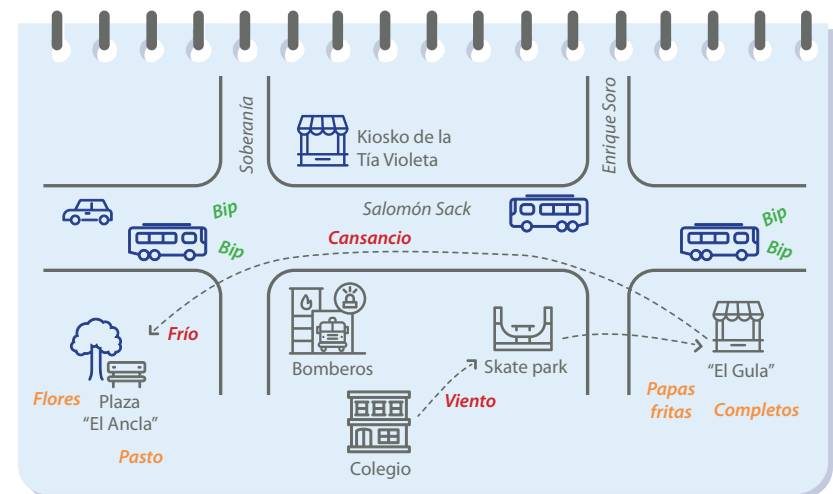 Soberanía
Enrique Soro
Kiosko de la
Tía Violeta
Bip
Bip
Salomón Sack
Bip
Bip
Cansancio
Frío
Bomberos
Skate park
"El Gula"
Flores
Plaza
"El Ancla"
Pasto
Viento
Papas
fritas
Completos
Colegio